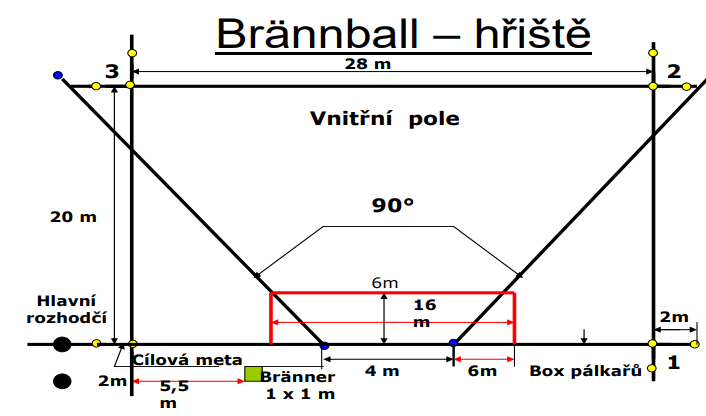 Brännball – hřiště
28 m
3
2
Vnitřní pole
90°
20 m
6m
16
m
Hlavní
rozhodčí
2m
Cílová meta
4 m
6m
Box pálkařů
1
2m
5,5
m
Bränner
1 x 1 m